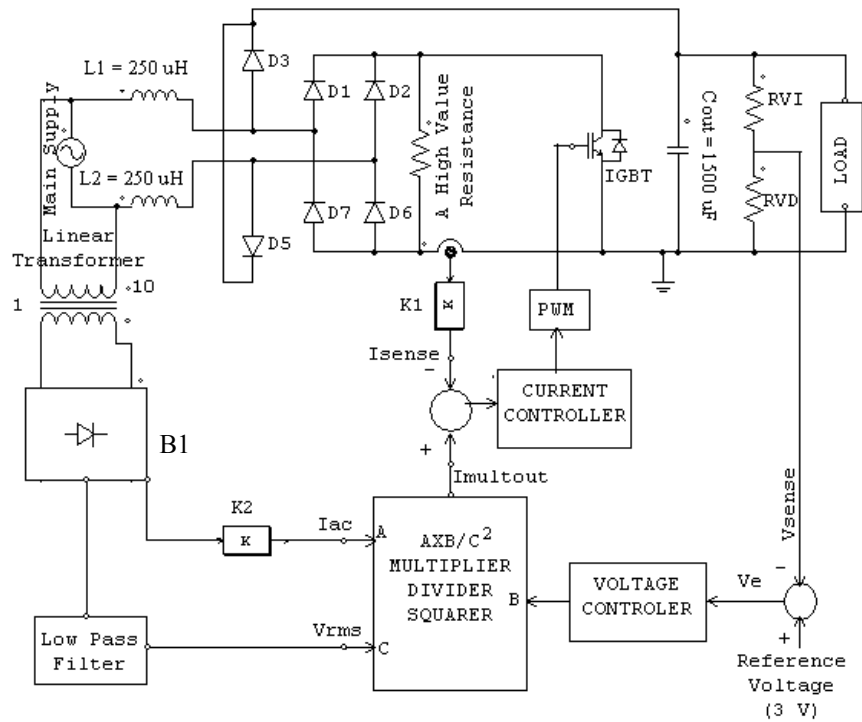 L1 = 250 uH
Main Supply
L2 = 250 uH
D3
D1
D2
D5
D7
D6
A High Value
Resistance
IGBT
Cout = 1500 uF
RVI
RVD
LOAD
Linear
Transformer
1
10
K1
K
PWM
Isense
-
+
CURRENT
CONTROLLER
Imultout
B1
K2
K
Iac
A
AXB/C²
MULTIPLIER
DIVIDER
SQUARER
B
C
VOLTAGE
CONTROLER
Ve
Vsense
-
+
Reference
Voltage
(3 V)
Low Pass
Filter
Vrms